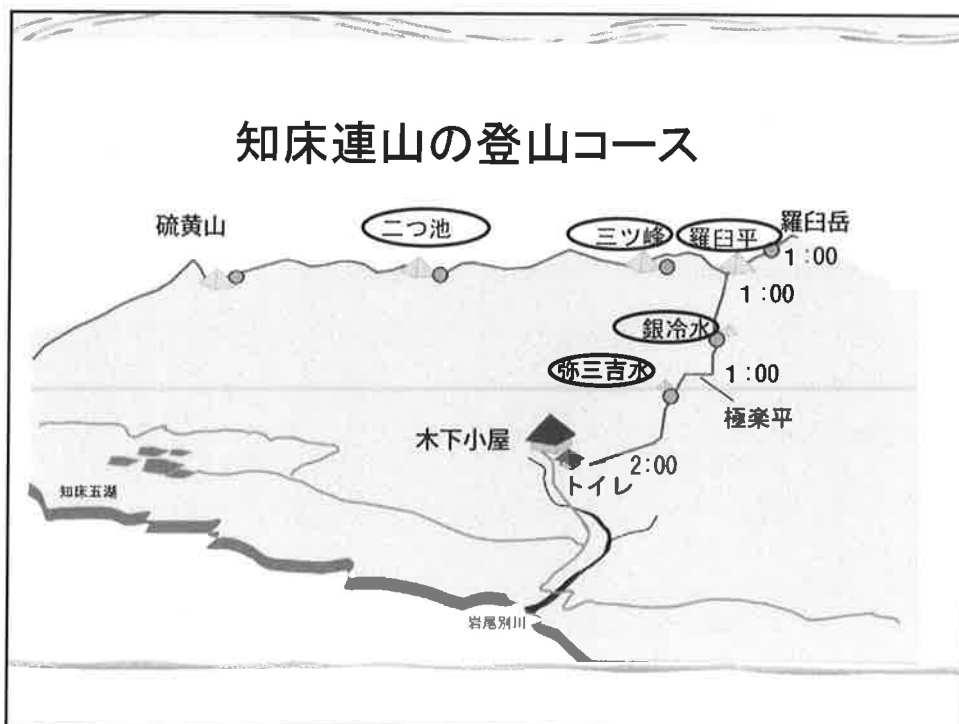 知床連山の登山コース
硫黄山
二つ池
三ツ峰
羅臼平
羅臼岳
1:00
1:00
銀冷水
弥三吉水
1:00
極楽平
木下小屋
2:00
トイレ
知床五湖
岩尾別川